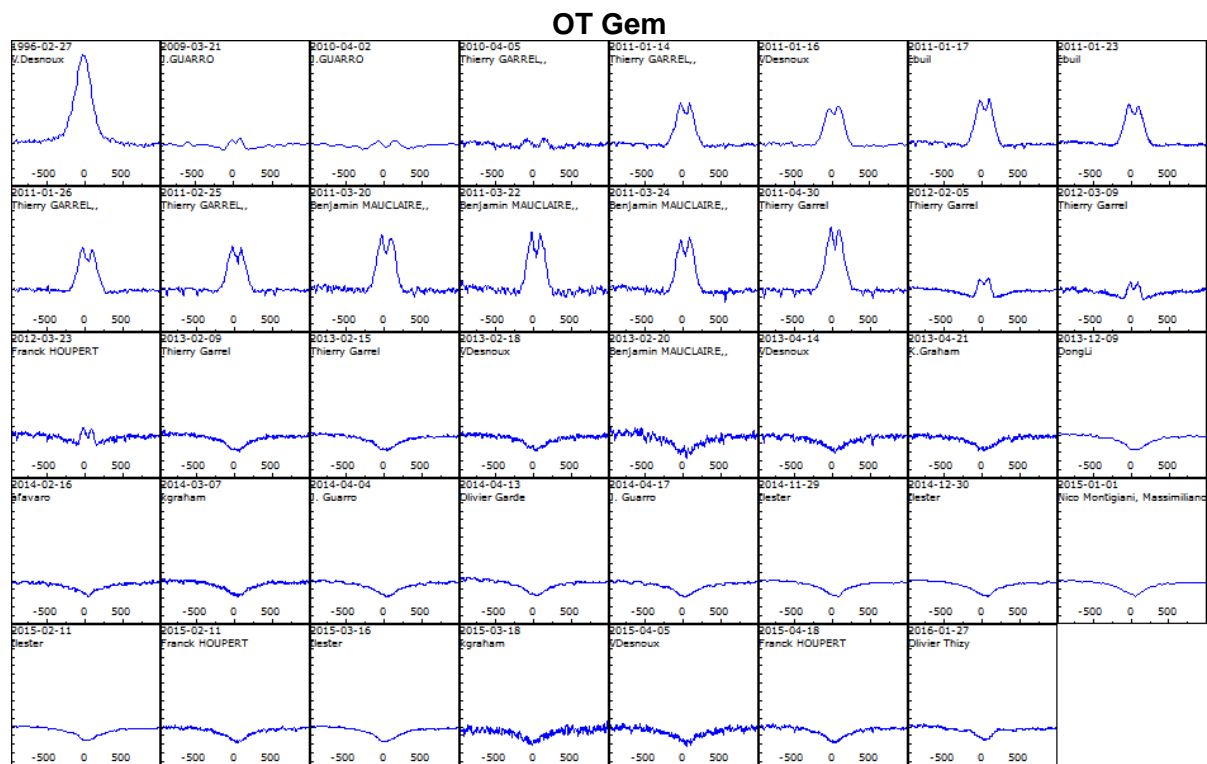 OT Gem
1996-02-27 2009-03-21 2010-04-02 2010-04-05 2011-01-14 2011-01-16 2011-01-17 2011-01-23
V.Desnoux J.GUARRO J.GUARRO Thierry GARREL,, Thierry GARREL,, VDesnoux cbuil cbuil
-500 0 500 -500 0 500 -500 0 500 -500 0 500 -500 0 500 -500 0 500 -500 0 500 -500 0 500
2011-01-26 2011-02-25 2011-03-20 2011-03-22 2011-03-24 2011-04-30 2012-02-05 2012-03-09
Thierry GARREL,, Thierry GARREL,, Benjamin MAUCLAIRE,, Benjamin MAUCLAIRE,, Benjamin MAUCLAIRE,, Thierry Garrel Thierry Garrel Thierry Garrel
-500 0 500 -500 0 500 -500 0 500 -500 0 500 -500 0 500 -500 0 500 -500 0 500 -500 0 500
2012-03-23 2013-02-09 2013-02-15 2013-02-18 2013-02-20 2013-04-14 2013-04-21 2013-12-09
Franck HOUPERT Thierry Garrel Thierry Garrel VDesnoux Benjamin MAUCLAIRE,, VDesnoux K.Graham DongLi
-500 0 500 -500 0 500 -500 0 500 -500 0 500 -500 0 500 -500 0 500 -500 0 500 -500 0 500
2014-02-16 2014-03-07 2014-04-04 2014-04-13 2014-04-17 2014-11-29 2014-12-30 2015-01-01
afavaro kgraham J. Guarro Olivier Garde J. Guarro lester lester Nico Montigiani, Massimiliano
-500 0 500 -500 0 500 -500 0 500 -500 0 500 -500 0 500 -500 0 500 -500 0 500 -500 0 500
2015-02-11 2015-02-11 2015-03-16 2015-03-18 2015-04-05 2015-04-18 2016-01-27
lester Franck HOUPERT lester kgraham VDesnoux Franck HOUPERT Olivier Thizy
-500 0 500 -500 0 500 -500 0 500 -500 0 500 -500 0 500 -500 0 500 -500 0 500